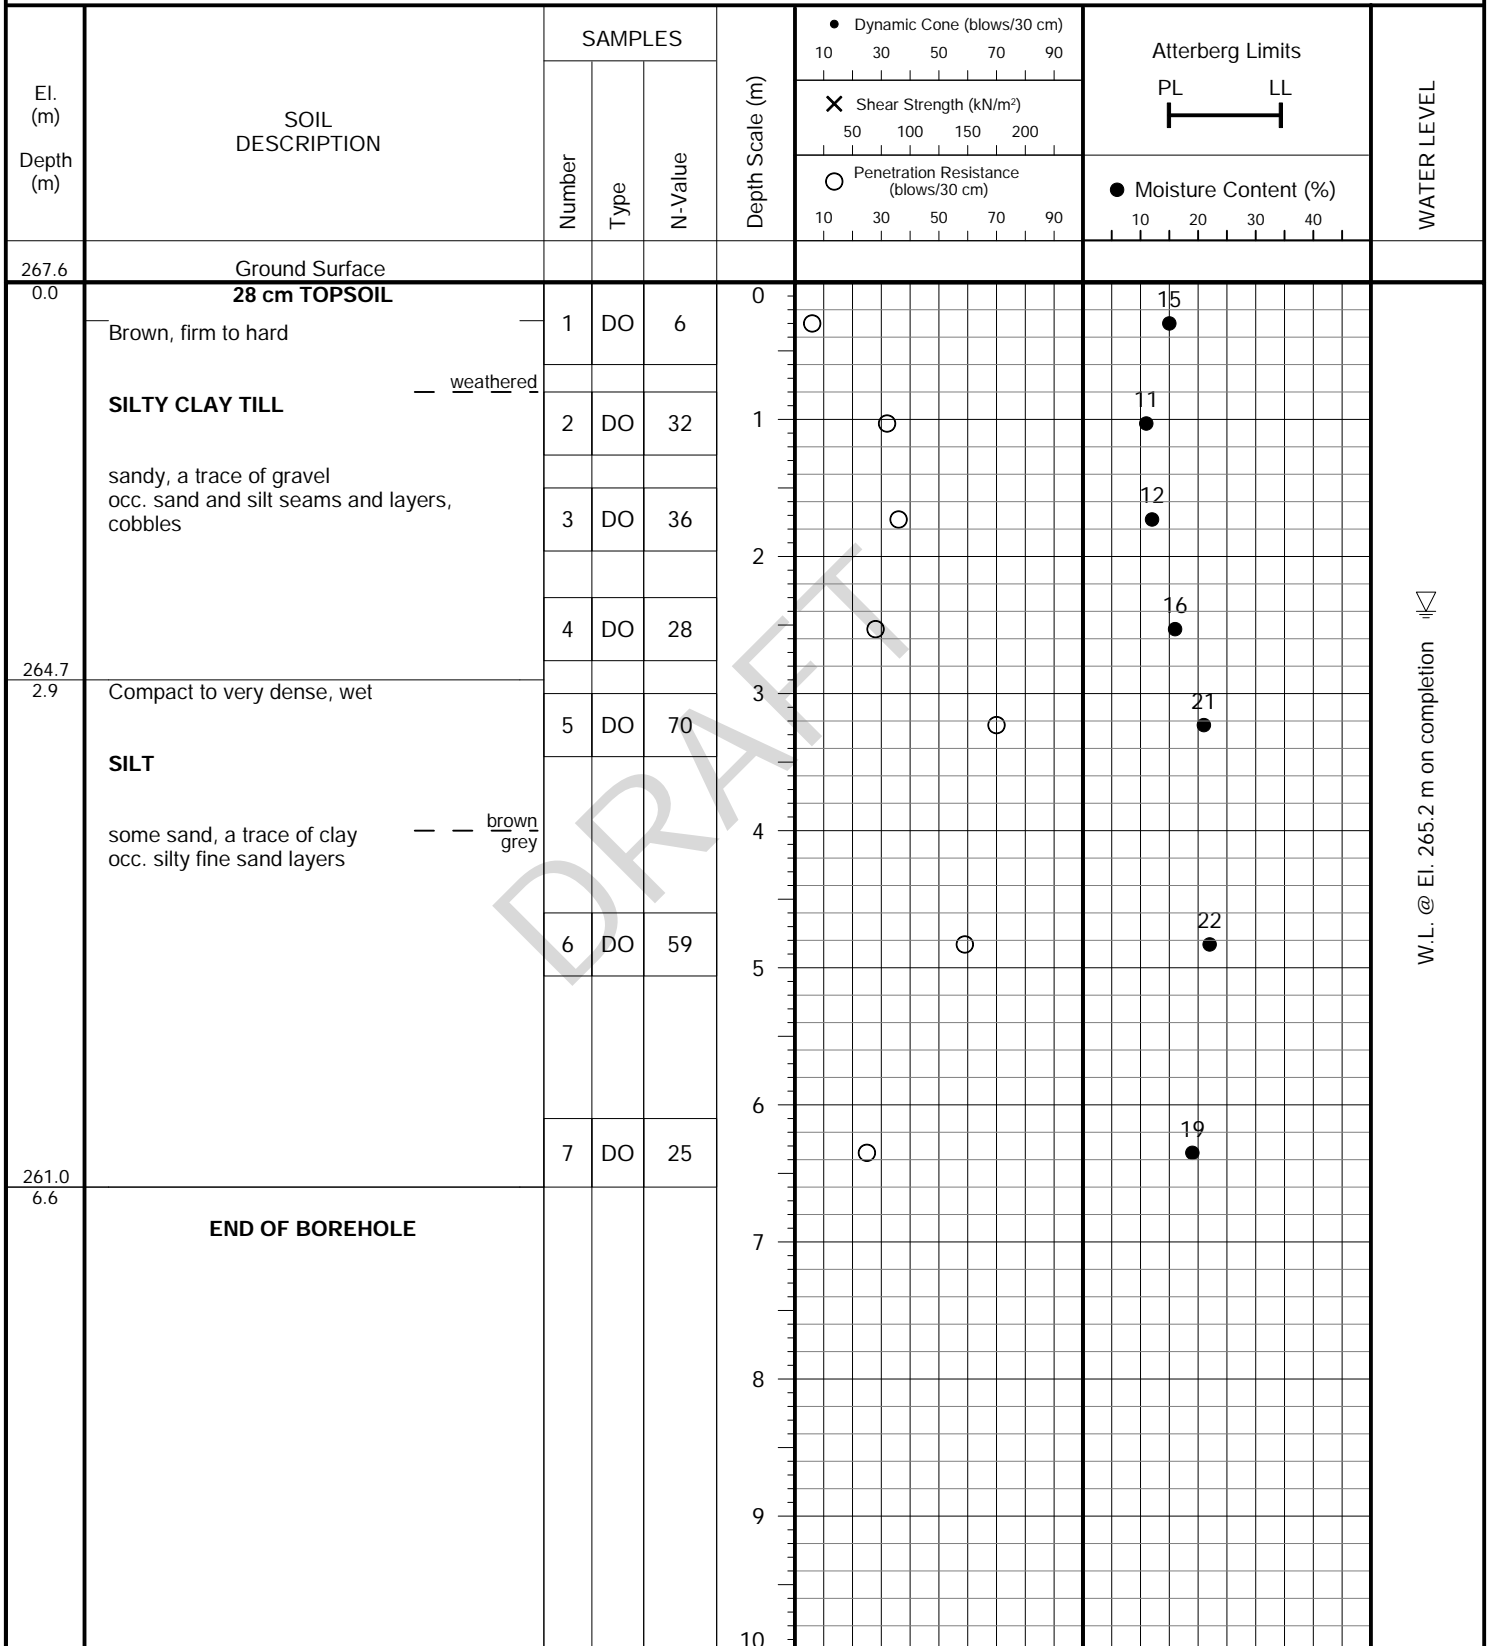 El.
(m)
Depth
(m)
SOIL
DESCRIPTION
SAMPLES
Number
Type
N-Value
Depth Scale (m)
Dynamic Cone (blows/30 cm)
10 30 50 70 90
Shear Strength (kN/m²)
50 100 150 200
Penetration Resistance
(blows/30 cm)
10 30 50 70 90
Atterberg Limits
PL LL
Moisture Content (%)
10 20 30 40
WATER LEVEL
267.6 Ground Surface
0.0 28 cm TOPSOIL 0
15
Brown, firm to hard 1 DO 6
weathered
SILTY CLAY TILL
11
2 DO 32 1
sandy, a trace of gravel
occ. sand and silt seams and layers,
cobbles
12
3 DO 36
2
16
4 DO 28
264.7
2.9 Compact to very dense, wet 3
21
5 DO 70
SILT
brown
some sand, a trace of clay 4
grey
occ. silty fine sand layers
22
6 DO 59
5
6
19
7 DO 25
261.0
6.6
END OF BOREHOLE
7
8
9
10
W.L. @ El. 265.2 m on completion
DRAFT